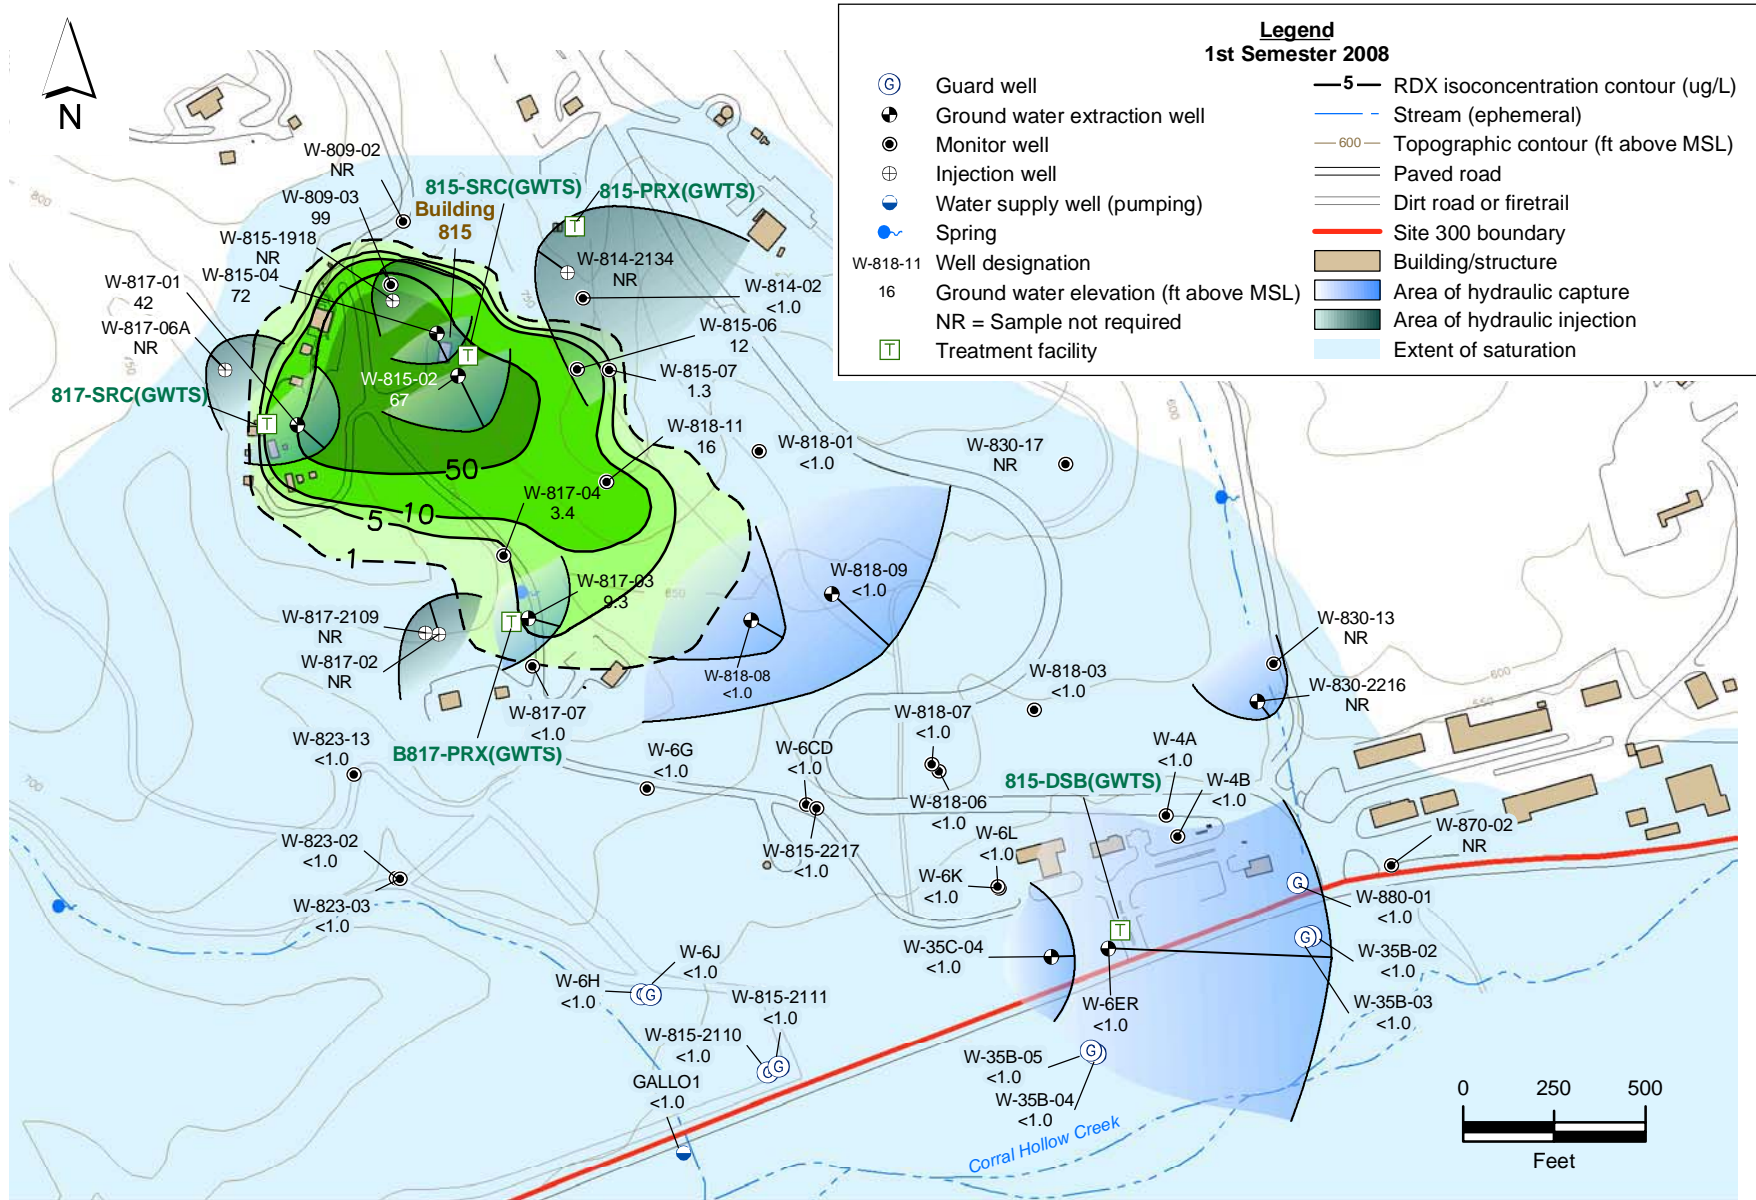 N
Legend
1st Semester 2008
G Guard well
Ground water extraction well
Monitor well
Injection well
Water supply well (pumping)
Spring
W-818-11 Well designation
16 Ground water elevation (ft above MSL)
NR = Sample not required
T Treatment facility
5 RDX isoconcentration contour (ug/L)
Stream (ephemeral)
600 Topographic contour (ft above MSL)
Paved road
Dirt road or firetrail
Site 300 boundary
Building/structure
Area of hydraulic capture
Area of hydraulic injection
Extent of saturation
W-809-02
NR
W-809-03
99
W-815-1918
NR
W-815-04
72
W-817-01
42
W-817-06A
NR
817-SRC(GWTS)
815-SRC(GWTS)
Building
815
815-PRX(GWTS)
T
W-814-2134
NR
W-814-02
<1.0
W-815-06
12
W-815-07
1.3
W-815-02
67
T
T
W-818-11
16
W-818-01
<1.0
W-830-17
NR
50
10
5
1
W-817-04
3.4
W-817-03
9.3
T
W-818-09
<1.0
W-818-08
<1.0
W-817-2109
NR
W-817-02
NR
W-817-07
<1.0
B817-PRX(GWTS)
W-830-13
NR
W-830-2216
NR
W-818-03
<1.0
W-818-07
<1.0
W-818-06
<1.0
W-823-13
<1.0
W-6G
<1.0
W-6CD
<1.0
W-815-2217
<1.0
815-DSB(GWTS)
W-4A
<1.0
W-4B
<1.0
W-6L
<1.0
W-6K
<1.0
W-870-02
NR
W-823-02
<1.0
W-823-03
<1.0
G
W-880-01
<1.0
G
W-35B-02
<1.0
W-35B-03
<1.0
T
W-35C-04
<1.0
W-6ER
<1.0
W-6J
<1.0
W-6H
<1.0
G
W-815-2111
<1.0
W-815-2110
<1.0
G
GALLO1
<1.0
G
W-35B-05
<1.0
W-35B-04
<1.0
Corral Hollow Creek
800
750
750
650
600
600
550
700
0 250 500
Feet